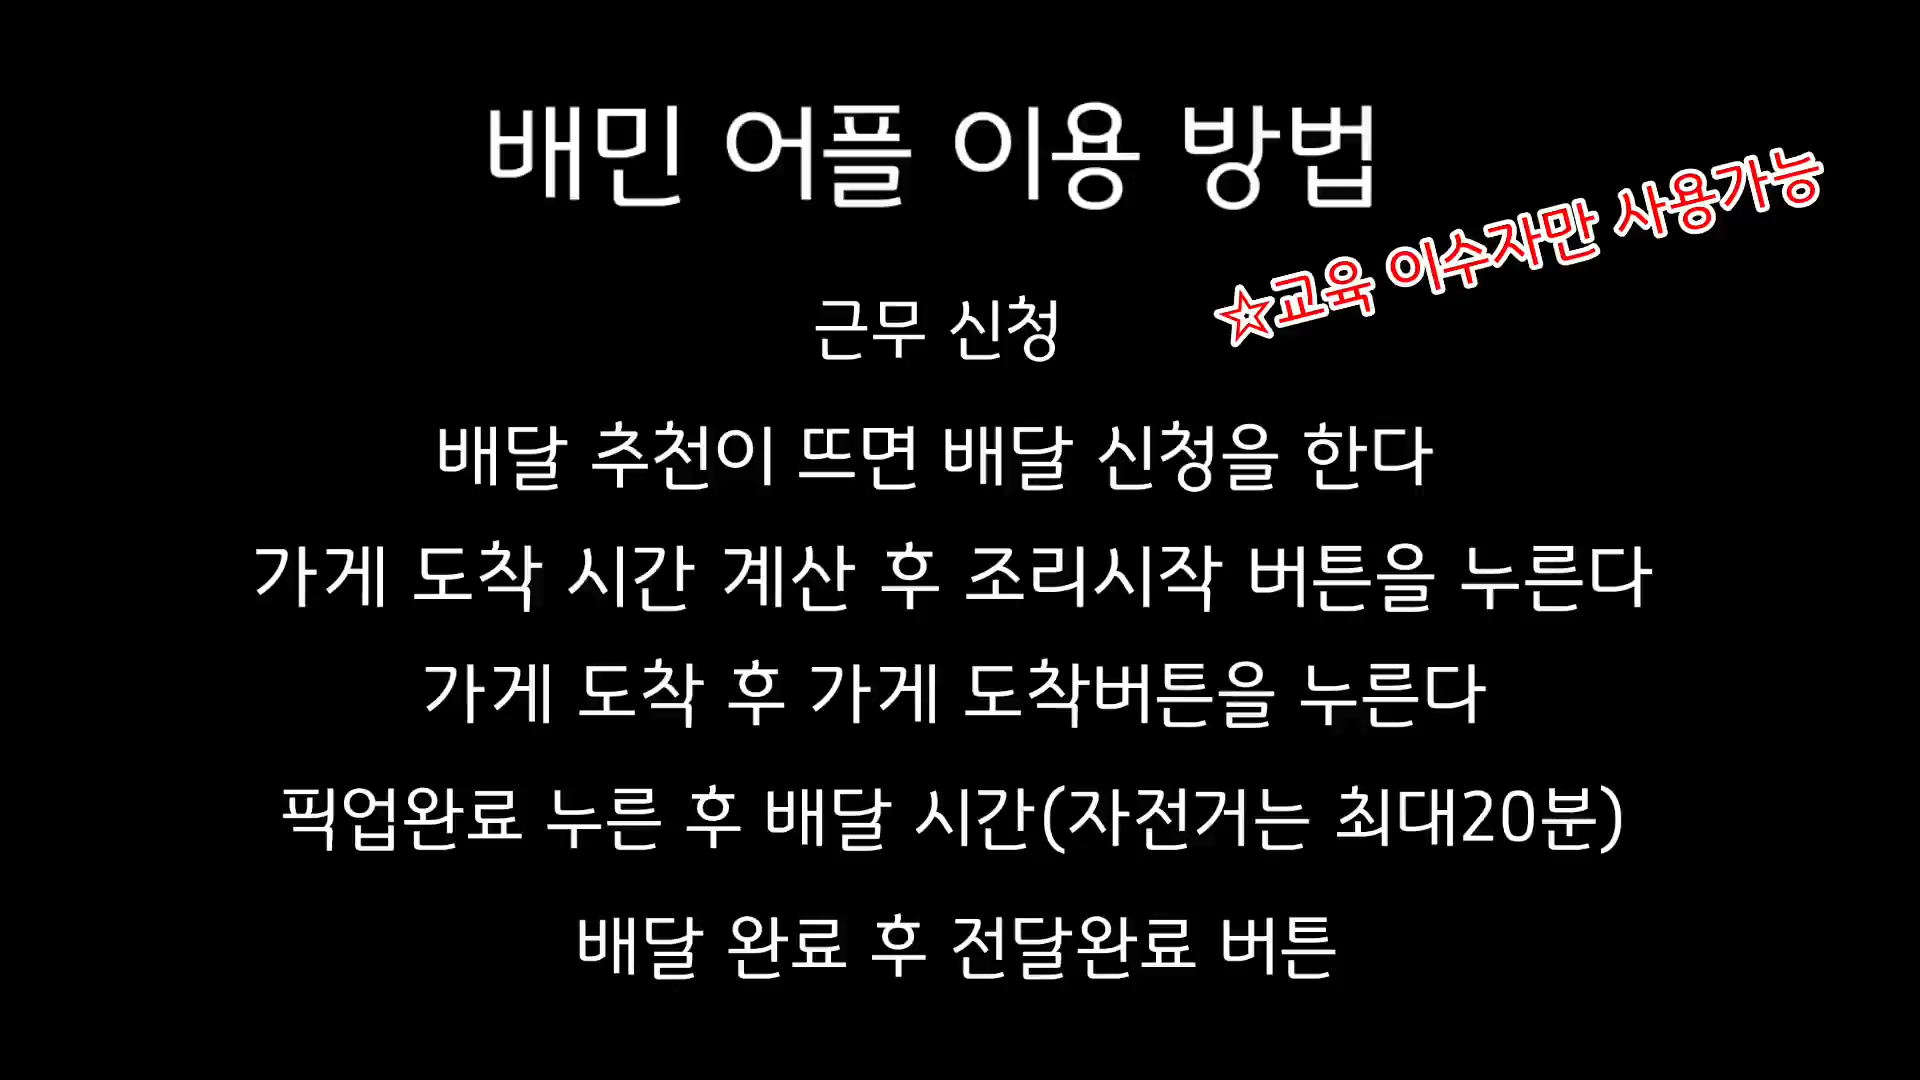 배민 어플 이용 방법
☆교육 이수자만 사용가능
근무 신청
배달 추천이 뜨면 배달 신청을 한다
가게 도착 시간 계산 후 조리시작 버튼을 누른다
가게 도착 후 가게 도착버튼을 누른다
픽업완료 누른 후 배달 시간(자전거는 최대20분)
배달 완료 후 전달완료 버튼